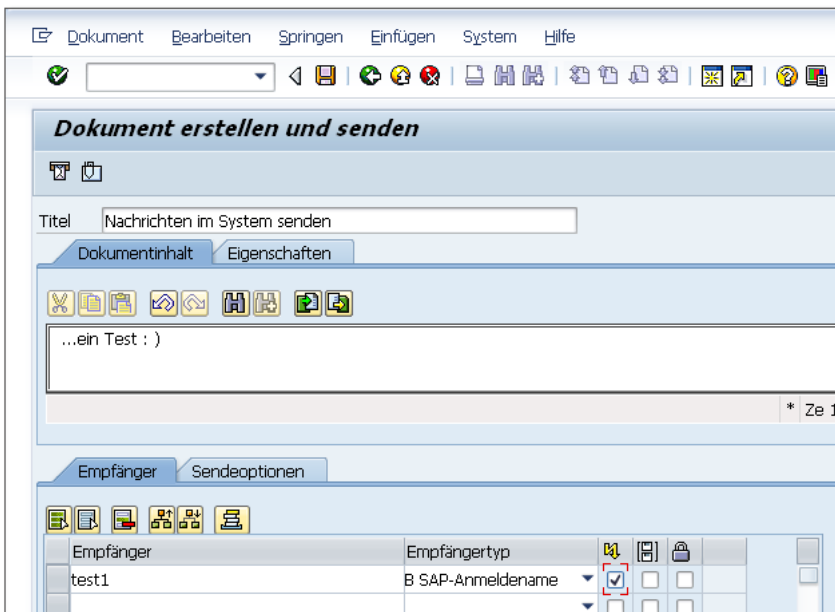 Dokument Bearbeiten Springen Einfügen System Hilfe
Dokument erstellen und senden
Titel Nachrichten im System senden
Dokumentinhalt Eigenschaften
...ein Test : )
* Ze 1
Empfänger Sendeoptionen
Empfänger Empfängertyp
test1 B SAP-Anmeldename